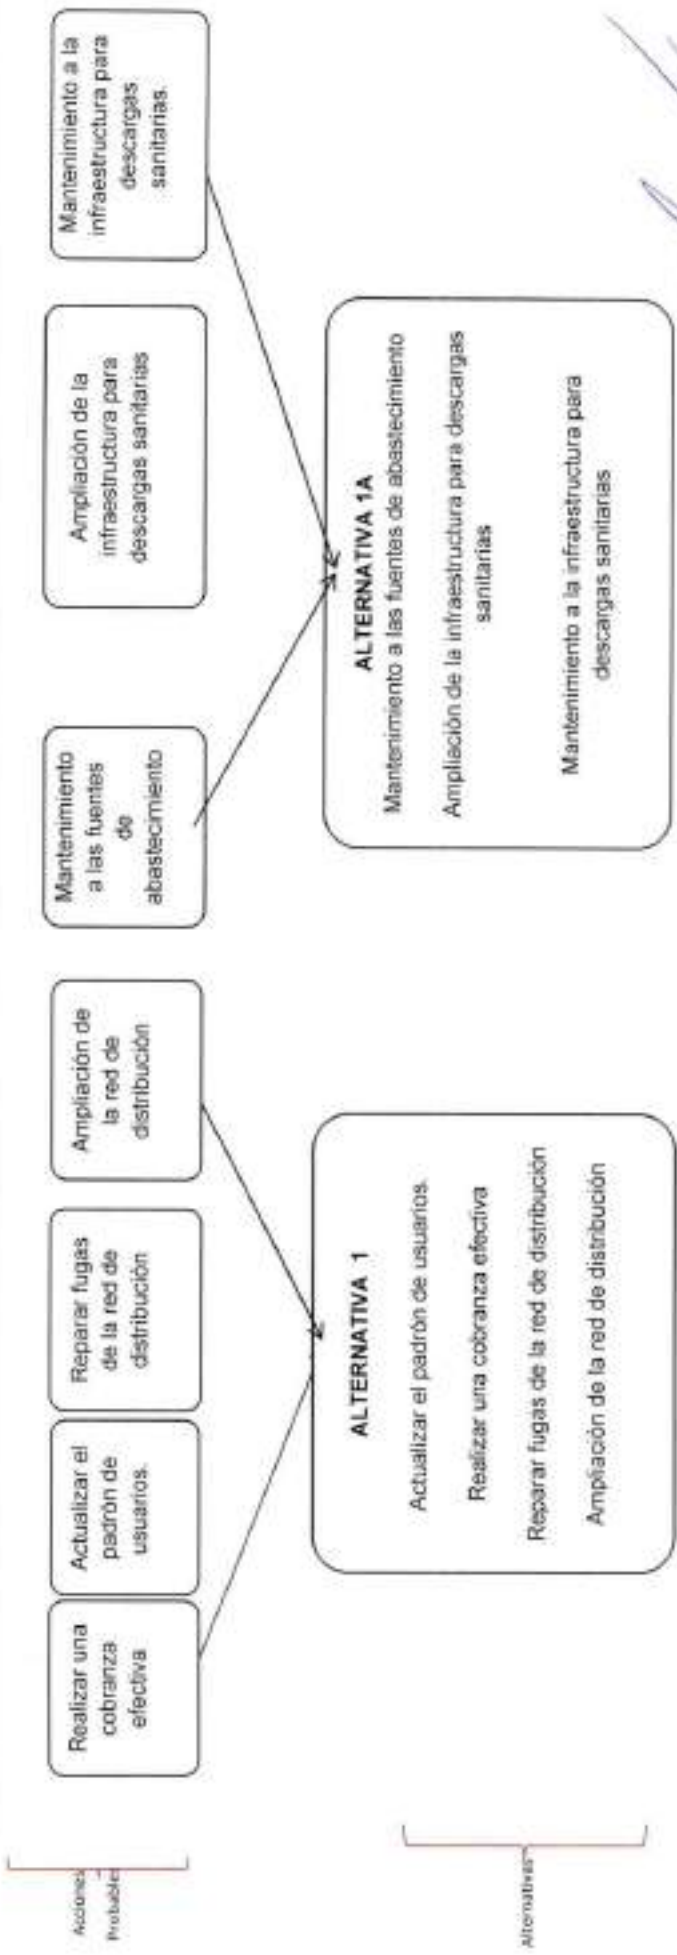 Acciones
Probables
Realizar una
cobranza
efectiva
Actualizar el
padrón de
usuarios.
Reparar fugas
de la red de
distribución
Ampliación de
la red de
distribución
Mantenimiento
a las fuentes
de
abastecimiento
Ampliación de la
infraestructura para
descargas sanitarias
Mantenimiento a la
infraestructura para
descargas
sanitarias.
Alternativas
ALTERNATIVA 1
Actualizar el padrón de usuarios.
Realizar una cobranza efectiva
Reparar fugas de la red de distribución
Ampliación de la red de distribución
ALTERNATIVA 1A
Mantenimiento a las fuentes de abastecimiento
Ampliación de la infraestructura para descargas
sanitarias
Mantenimiento a la infraestructura para
descargas sanitarias